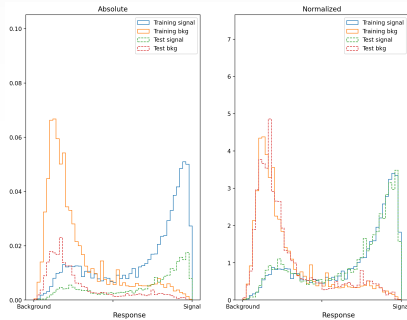 Absolute
Normalized
0.10
0.08
0.06
0.04
0.02
0.00
Training signal
Training bkg
Test signal
Test bkg
Background
Signal
Response
7
6
5
4
3
2
1
0
Training signal
Training bkg
Test signal
Test bkg
Background
Signal
Response